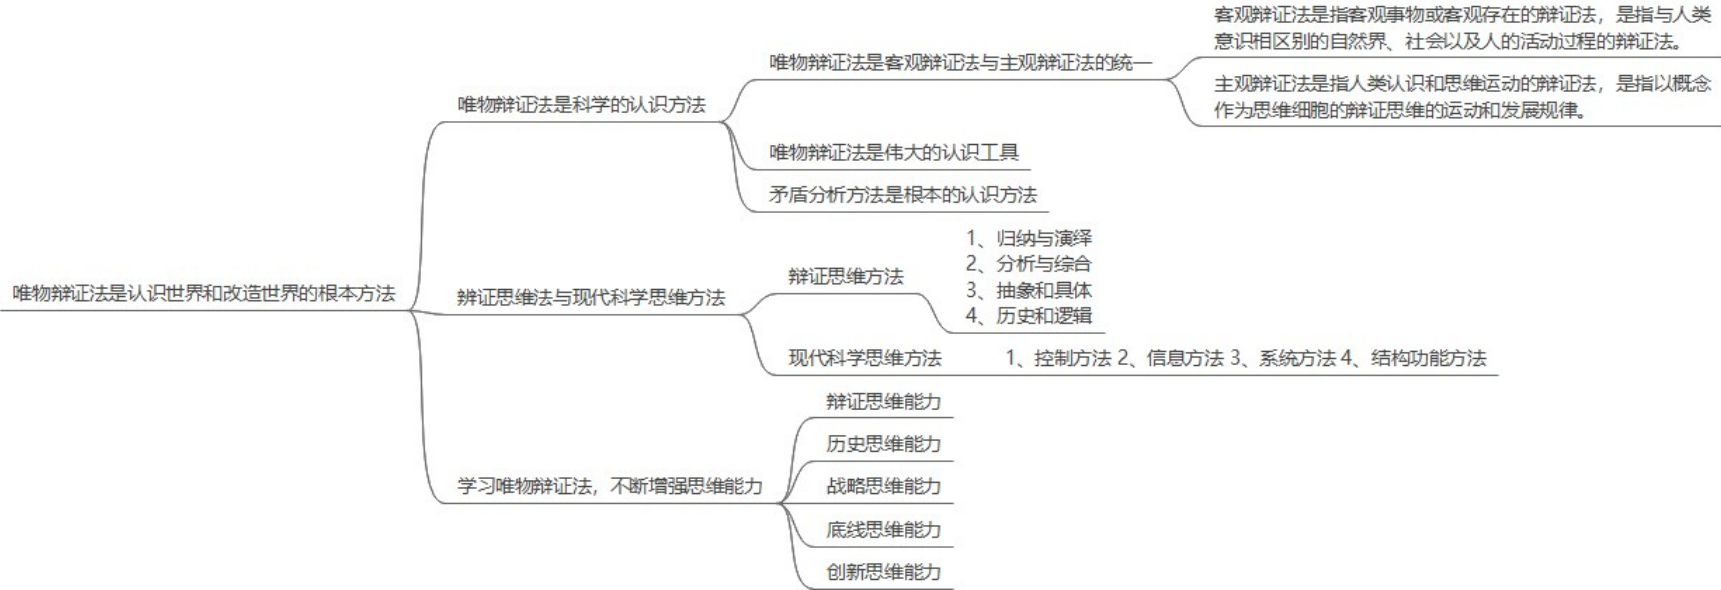 客观辩证法是指客观事物或客观存在的辩证法，是指与人类
意识相区别的自然界、社会以及人的活动过程的辩证法。
唯物辩证法是客观辩证法与主观辩证法的统一
主观辩证法是指人类认识和思维运动的辩证法，是指以概念
作为思维细胞的辩证思维的运动和发展规律。
唯物辩证法是科学的认识方法
唯物辩证法是伟大的认识工具
矛盾分析方法是根本的认识方法
唯物辩证法是认识世界和改造世界的根本方法
辨证思维法与现代科学思维方法
辩证思维方法
1、归纳与演绎
2、分析与综合
3、抽象和具体
4、历史和逻辑
现代科学思维方法 1、控制方法 2、信息方法 3、系统方法 4、结构功能方法
学习唯物辩证法，不断增强思维能力
辩证思维能力
历史思维能力
战略思维能力
底线思维能力
创新思维能力